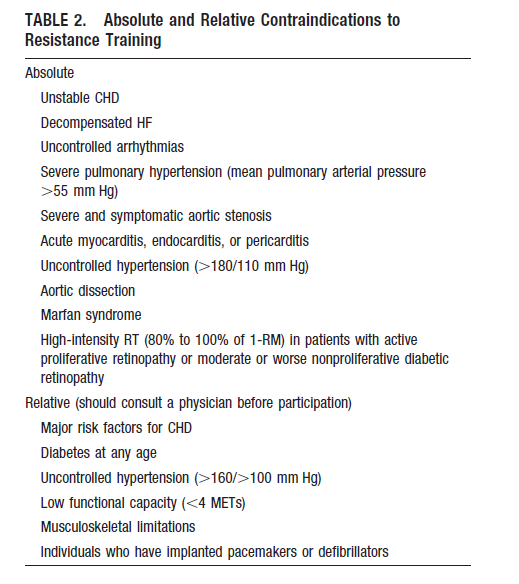 TABLE 2. Absolute and Relative Contraindications to
Resistance Training
Absolute
Unstable CHD
Decompensated HF
Uncontrolled arrhythmias
Severe pulmonary hypertension (mean pulmonary arterial pressure
>55 mm Hg)
Severe and symptomatic aortic stenosis
Acute myocarditis, endocarditis, or pericarditis
Uncontrolled hypertension (>180/110 mm Hg)
Aortic dissection
Marfan syndrome
High-intensity RT (80% to 100% of 1-RM) in patients with active
proliferative retinopathy or moderate or worse nonproliferative diabetic
retinopathy
Relative (should consult a physician before participation)
Major risk factors for CHD
Diabetes at any age
Uncontrolled hypertension (>160/>100 mm Hg)
Low functional capacity (<4 METs)
Musculoskeletal limitations
Individuals who have implanted pacemakers or defibrillators